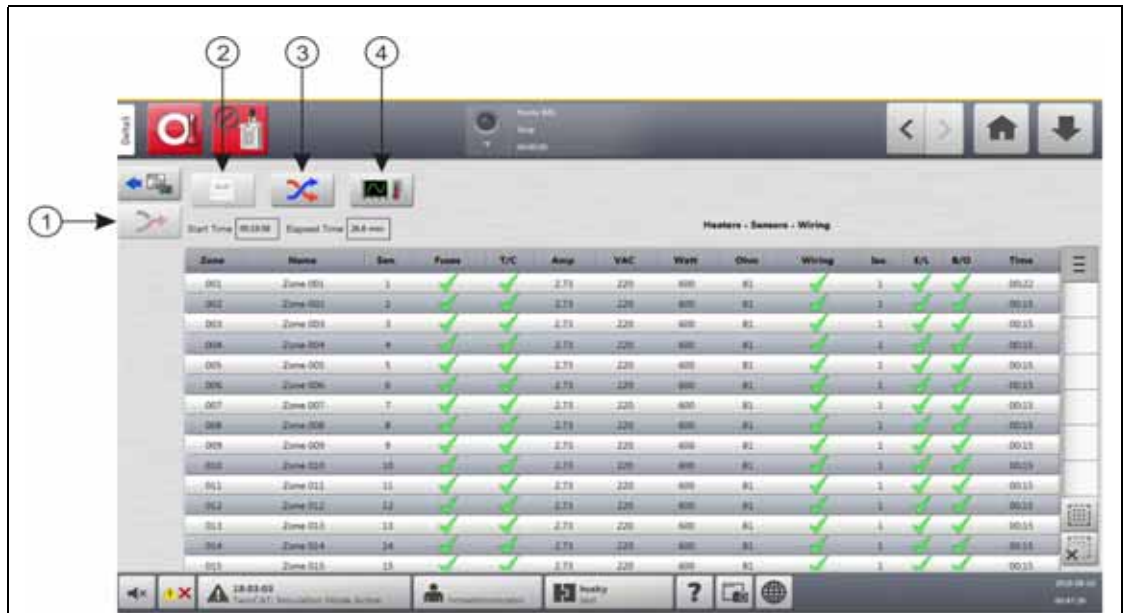 2 3 4
1
Start Time Elapsed Time
Heaters - Sensors - Wiring
Zone Name Sen. Fuses T/C Amp VAC Watt Ohm Wiring Iso E/L B/O Time
001 Zone 001 1 2.73 220 600 81 1 00:22
002 Zone 002 2 2.73 220 600 81 1 00:15
003 Zone 003 3 2.73 220 600 81 1 00:15
004 Zone 004 4 2.73 220 600 81 1 00:15
005 Zone 005 5 2.73 220 600 81 1 00:15
006 Zone 006 6 2.73 220 600 81 1 00:15
007 Zone 007 7 2.73 220 600 81 1 00:15
008 Zone 008 8 2.73 220 600 81 1 00:15
009 Zone 009 9 2.73 220 600 81 1 00:15
010 Zone 010 10 2.73 220 600 81 1 00:15
011 Zone 011 11 2.73 220 600 81 1 00:15
012 Zone 012 12 2.73 220 600 81 1 00:15
013 Zone 013 13 2.73 220 600 81 1 00:15
014 Zone 014 14 2.73 220 600 81 1 00:15
015 Zone 015 15 2.73 220 600 81 1 00:15
18:03:03
husky
?